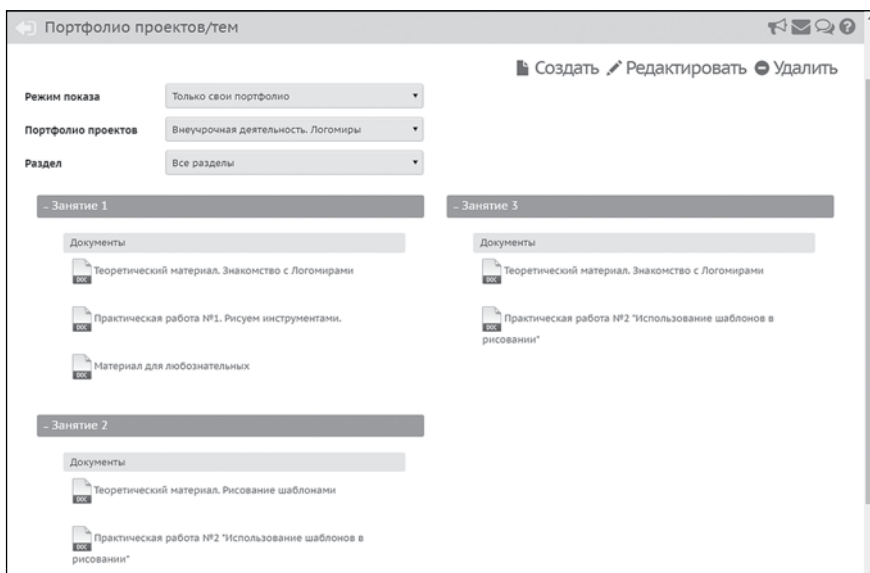 Портфолио проектов/тем
Создать Редактировать Удалить
Режим показа Только свои портфолио
Портфолио проектов Внеучрочная деятельность. Логомиры
Раздел Все разделы
– Занятие 1
Документы
Теоретический материал. Знакомство с Логомирами
Практическая работа №1. Рисуем инструментами.
Материал для любознательных
– Занятие 2
Документы
Теоретический материал. Рисование шаблонами
Практическая работа №2 "Использование шаблонов в
рисовании"
– Занятие 3
Документы
Теоретический материал. Знакомство с Логомирами
Практическая работа №2 "Использование шаблонов в
рисовании"